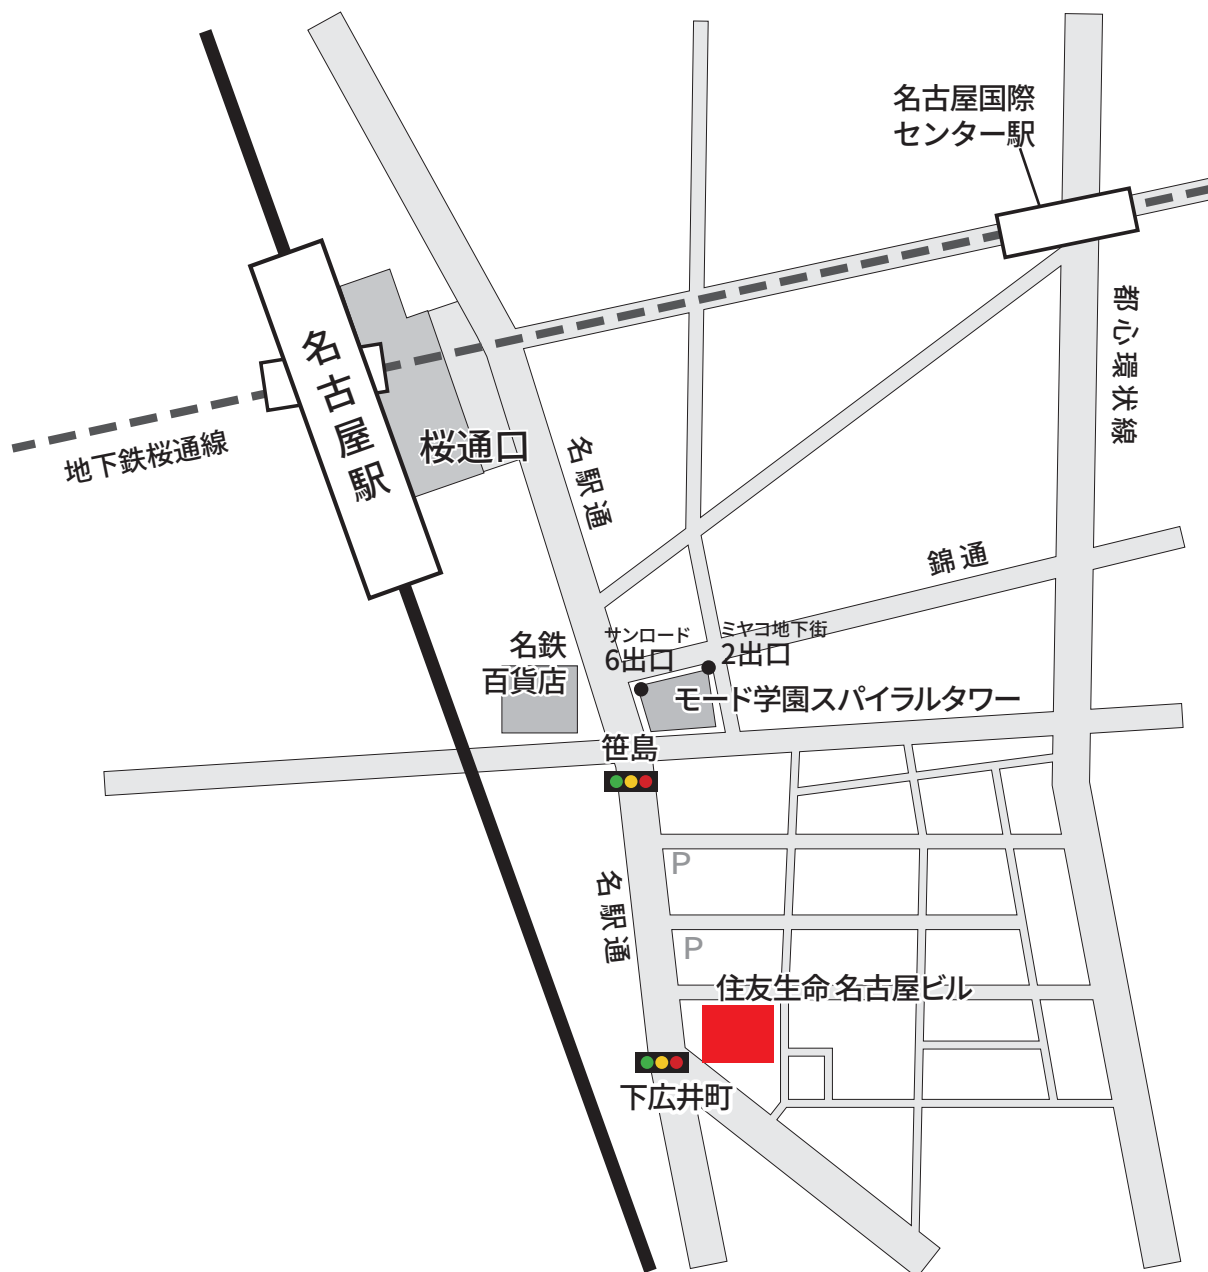 名古屋国際
センター駅
都心環状線
名古屋駅
地下鉄桜通線
桜通口
名駅通
錦通
名鉄
百貨店
サンロード
6出口
ミヤコ地下街
2出口
モード学園スパイラルタワー
笹島
P
名駅通
P
住友生命 名古屋ビル
下広井町